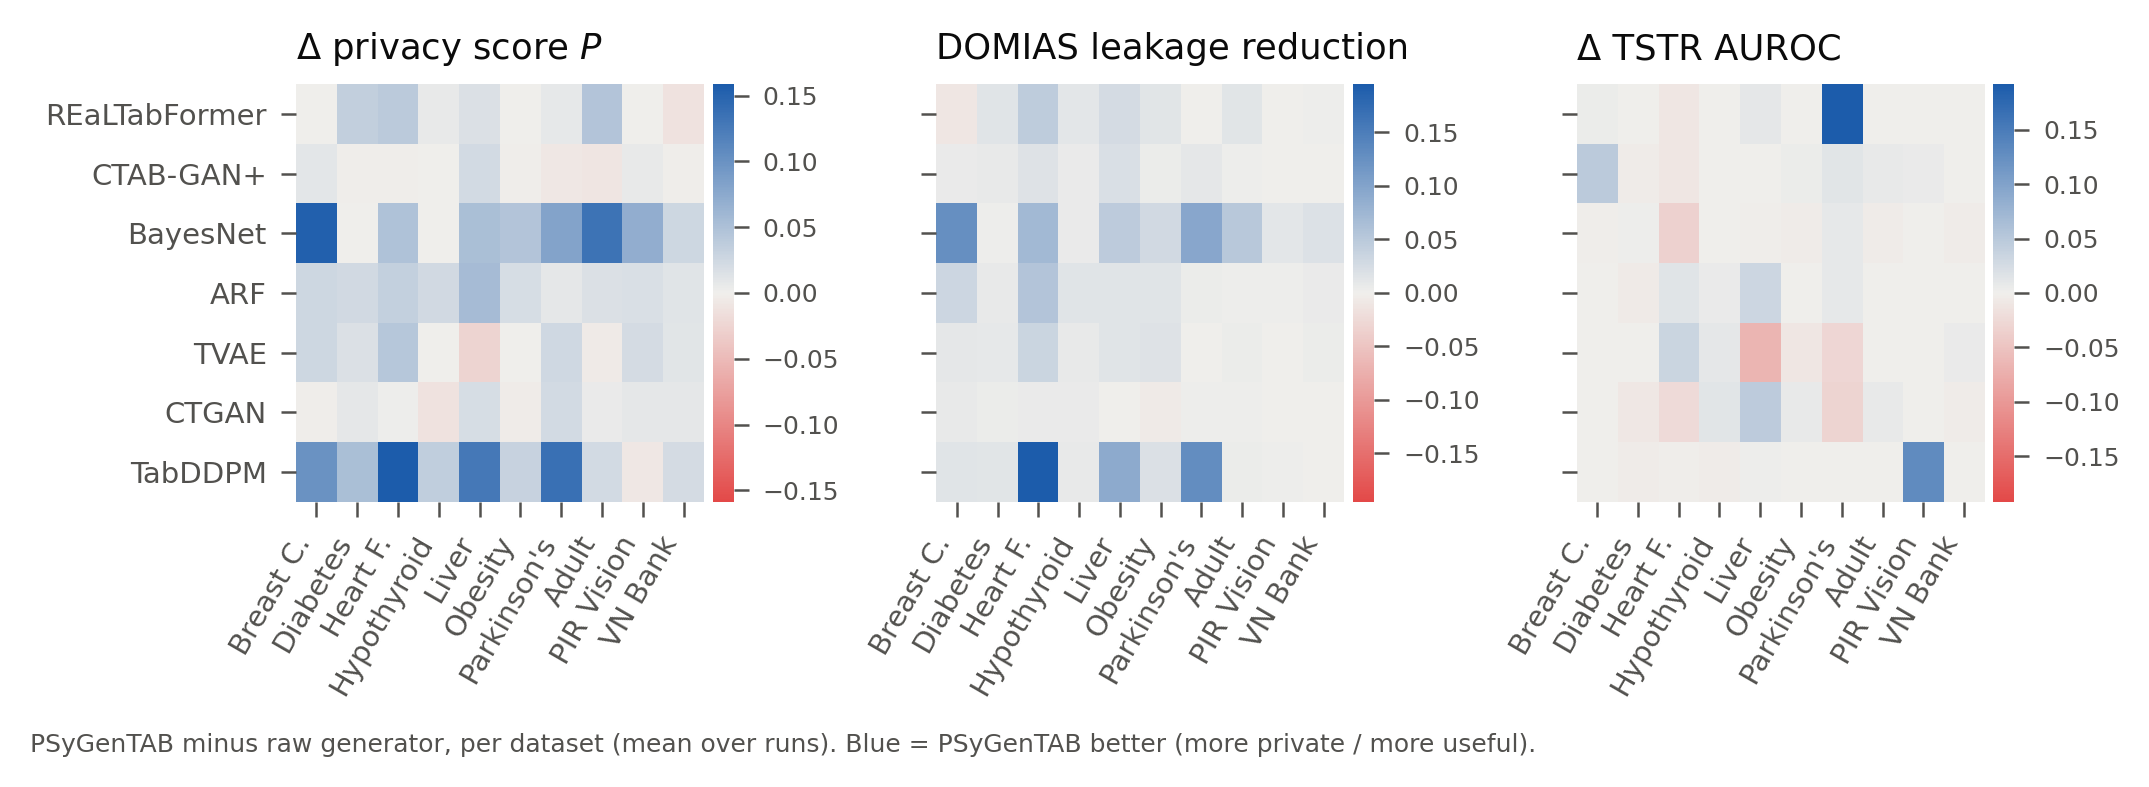 Δ privacy score P
DOMIAS leakage reduction
Δ TSTR AUROC
REaLTabFormer
CTAB-GAN+
BayesNet
ARF
TVAE
CTGAN
TabDDPM
0.15
0.10
0.05
0.00
−0.05
−0.10
−0.15
0.15
0.10
0.05
0.00
−0.05
−0.10
−0.15
0.15
0.10
0.05
0.00
−0.05
−0.10
−0.15
Breast C.
Diabetes
Heart F.
Hypothyroid
Liver
Obesity
Parkinson's
Adult
PIR Vision
VN Bank
Breast C.
Diabetes
Heart F.
Hypothyroid
Liver
Obesity
Parkinson's
Adult
PIR Vision
VN Bank
Breast C.
Diabetes
Heart F.
Hypothyroid
Liver
Obesity
Parkinson's
Adult
PIR Vision
VN Bank
PSyGenTAB minus raw generator, per dataset (mean over runs). Blue = PSyGenTAB better (more private / more useful).